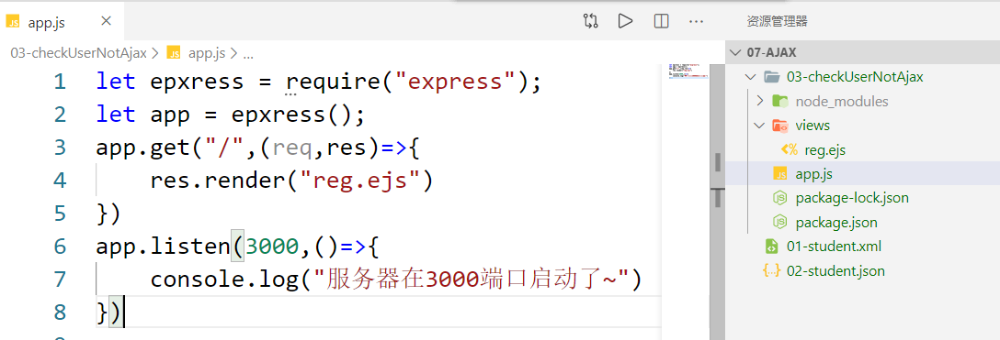 app.js
资源管理器
03-checkUserNotAjax > app.js > ...
1 let epxress = require("express");
2 let app = epxress();
3 app.get("/",(req,res)=>{
4 res.render("reg.ejs")
5 })
6 app.listen(3000,()=>{
7 console.log("服务器在3000端口启动了~")
8 })
07-AJAX
03-checkUserNotAjax
node_modules
views
reg.ejs
app.js
package-lock.json
package.json
01-student.xml
02-student.json